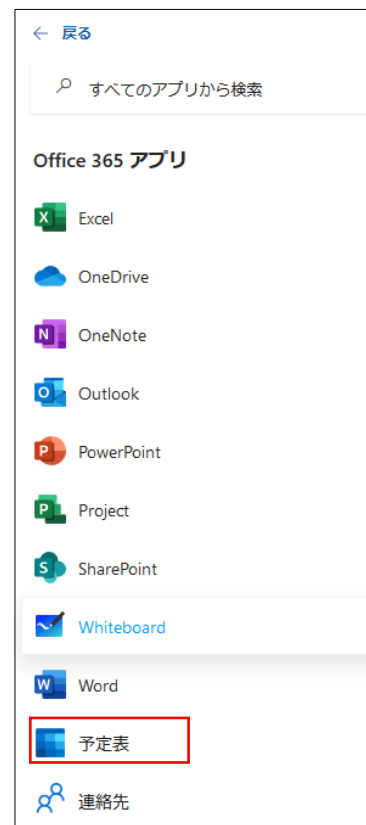 ← 戻る
すべてのアプリから検索
Office 365 アプリ
Excel
OneDrive
OneNote
Outlook
PowerPoint
Project
SharePoint
Whiteboard
Word
予定表
連絡先